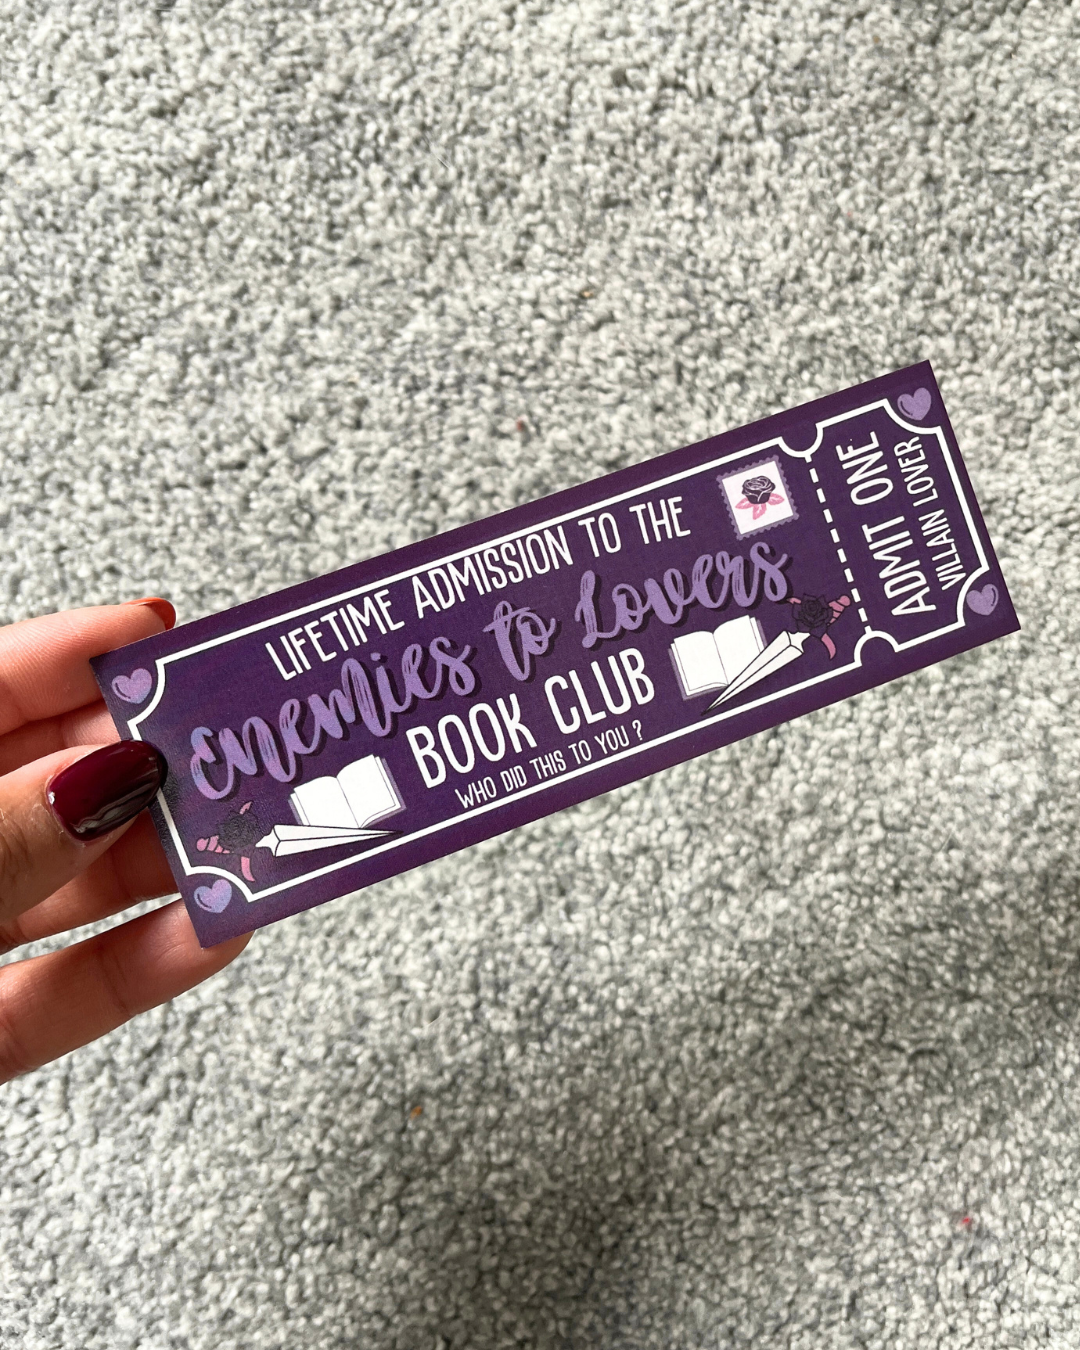 LIFETIME ADMISSION TO THE
Enemies to Lovers
BOOK CLUB
WHO DID THIS TO YOU ?
ADMIT ONE
VILLAIN LOVER